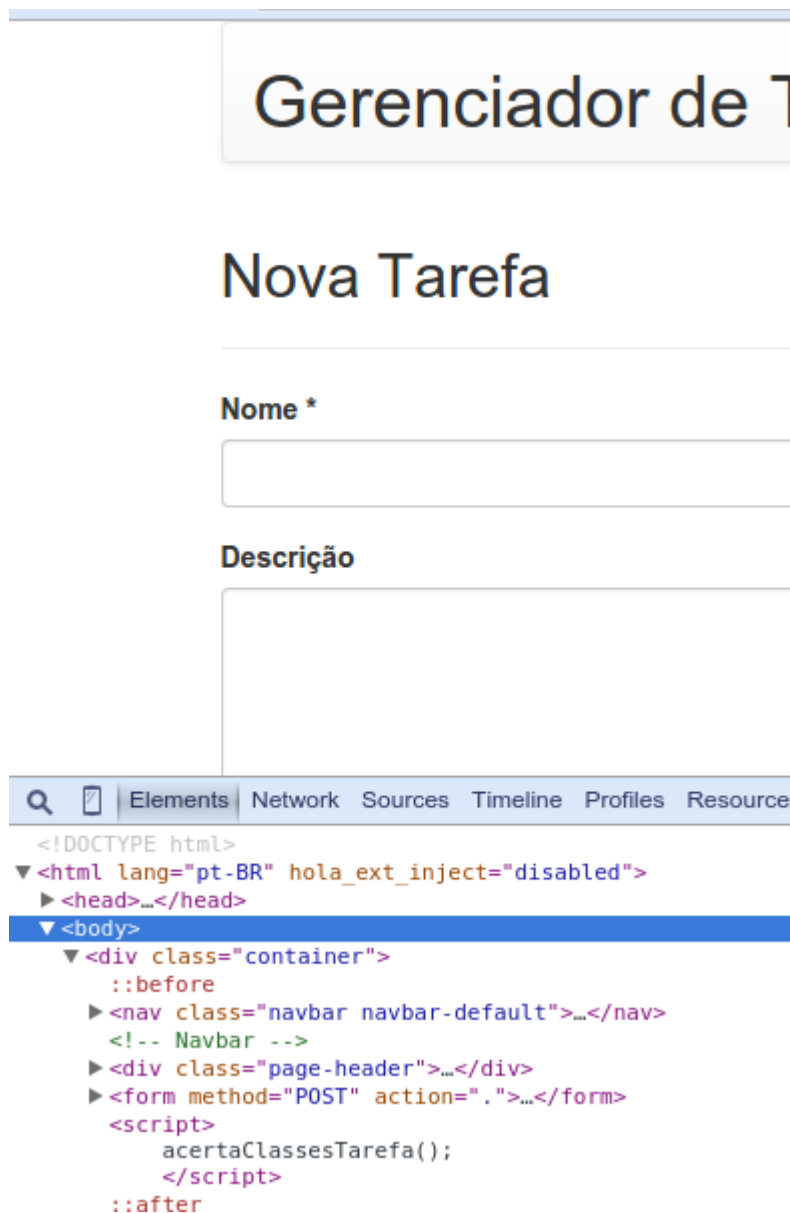 Gerenciador de T
Nova Tarefa
Nome *
Descrição
Elements Network Sources Timeline Profiles Resource
<!DOCTYPE html>
▼<html lang="pt-BR" hola_ext_inject="disabled">
▶<head>…</head>
▼<body>
▼<div class="container">
::before
▶<nav class="navbar navbar-default">…</nav>
<!-- Navbar -->
▶<div class="page-header">…</div>
▶<form method="POST" action=".">…</form>
<script>
acertaClassesTarefa();
</script>
::after